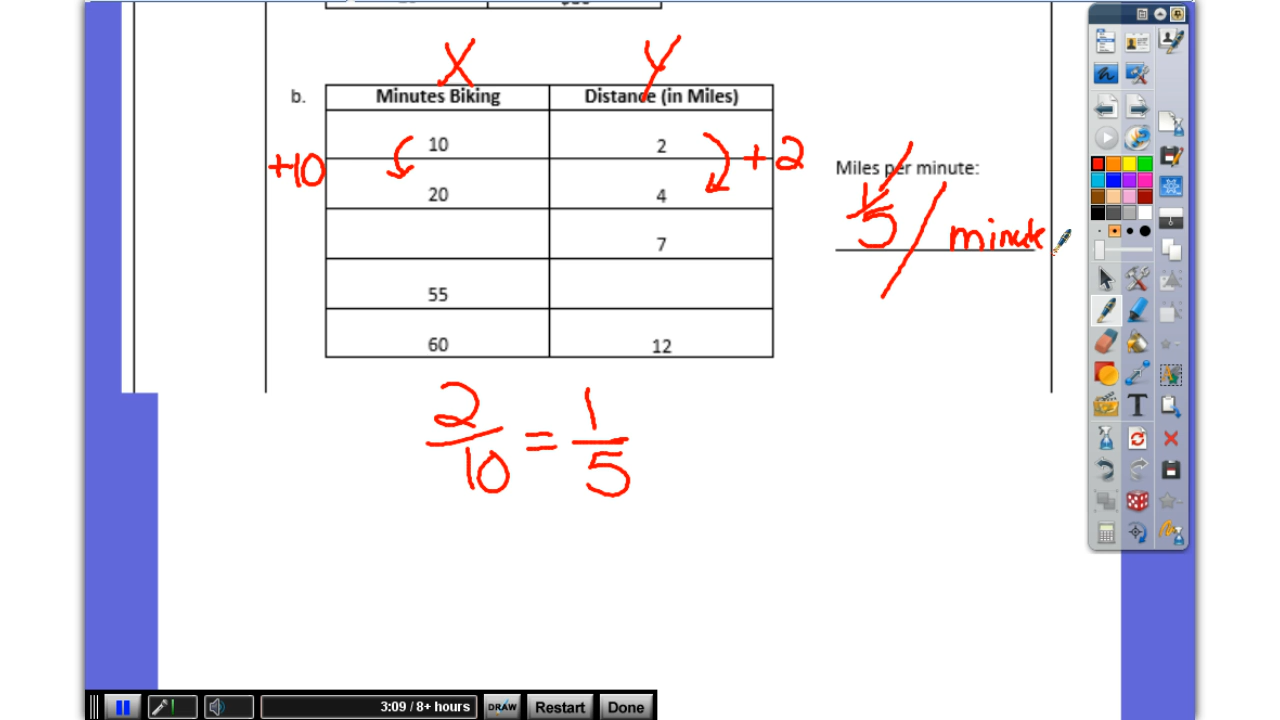 X Y
b. Minutes Biking Distance (in Miles)
10 2
+10 +2
20 4
7
55
60 12
Miles per minute:
1/5 / minute
2/10 = 1/5
3:09 / 8+ hours DRAW Restart Done
T